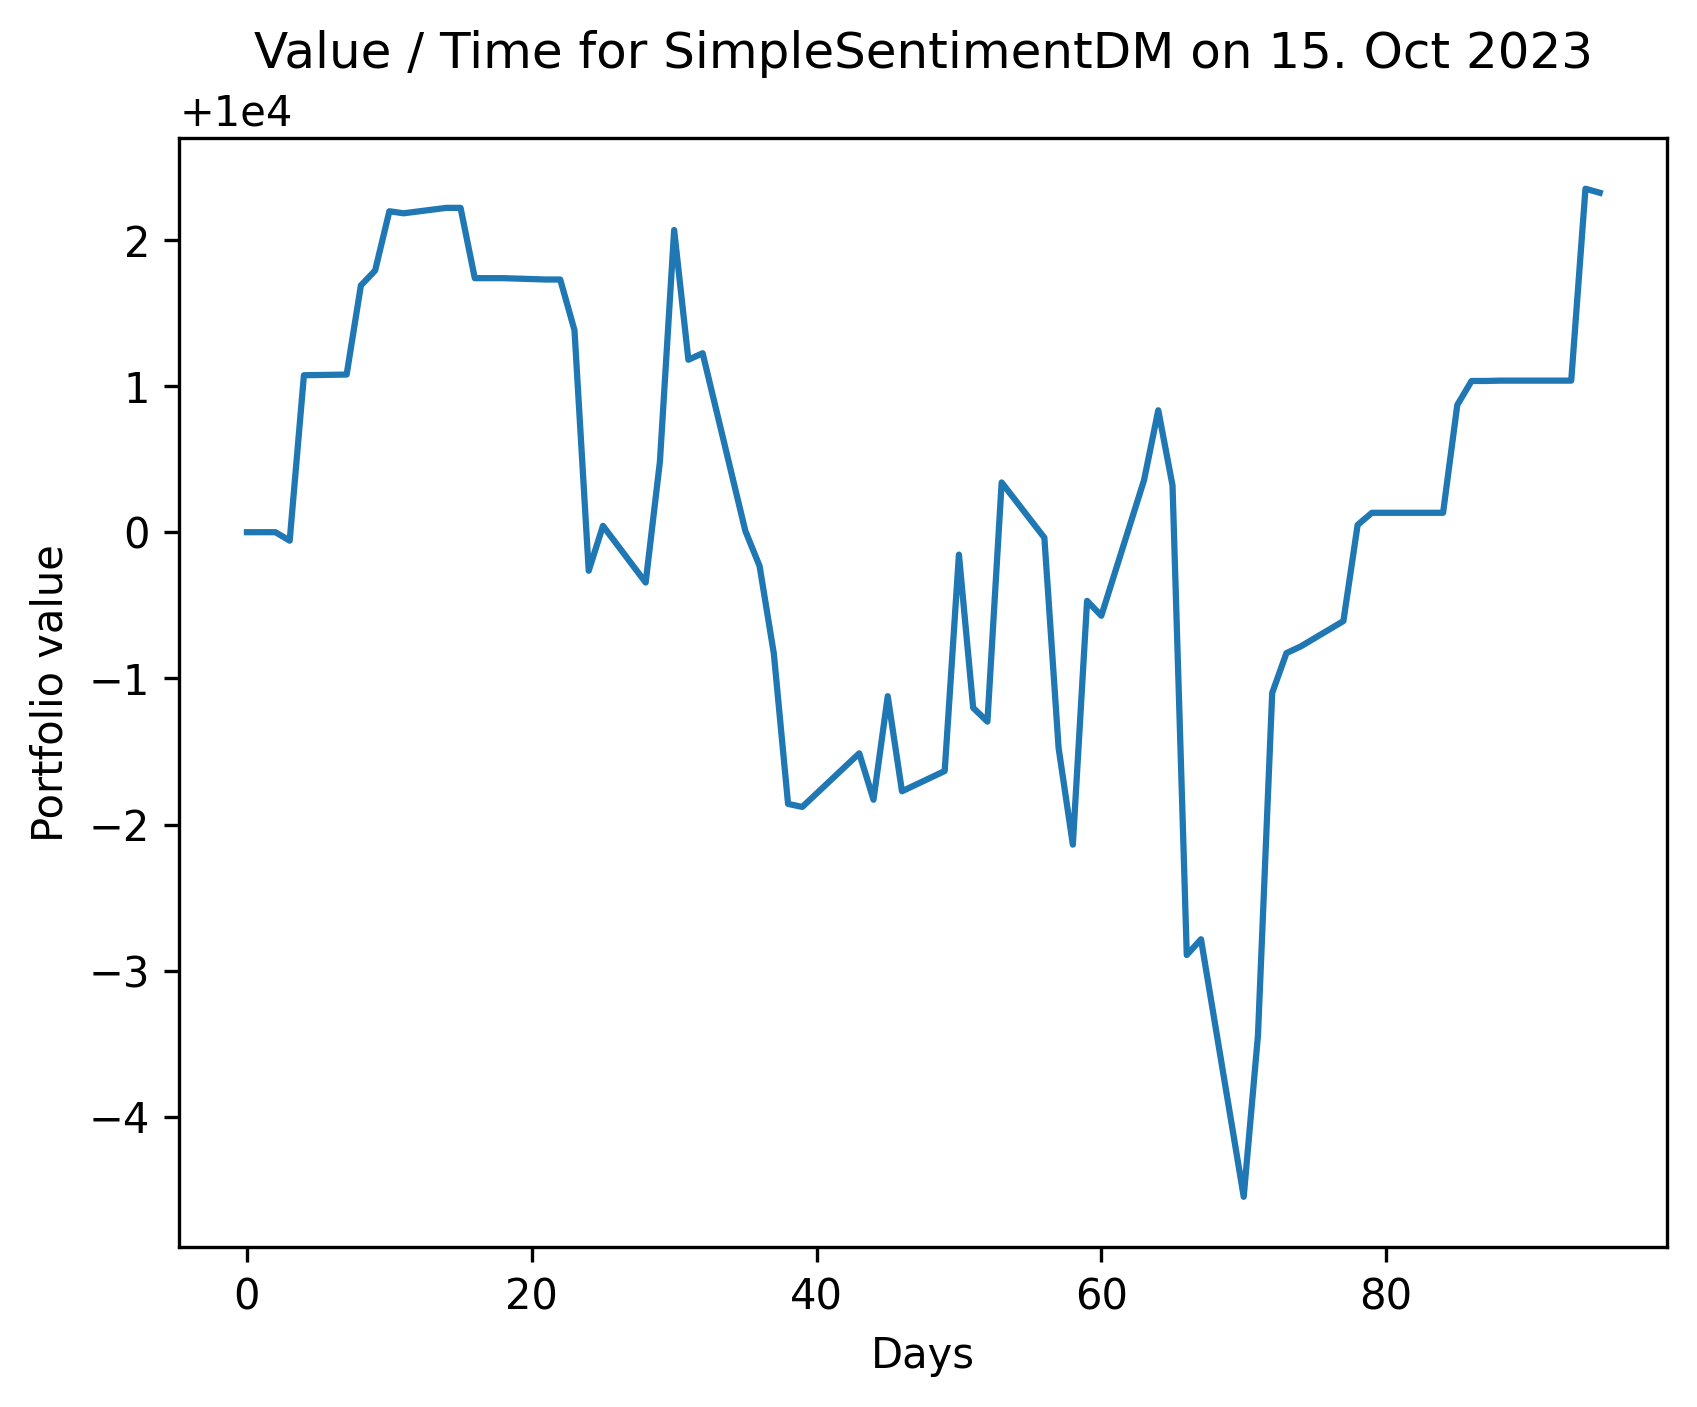 Value / Time for SimpleSentimentDM on 15. Oct 2023
+1e4
2
1
0
−1
−2
−3
−4
Portfolio value
0 20 40 60 80
Days